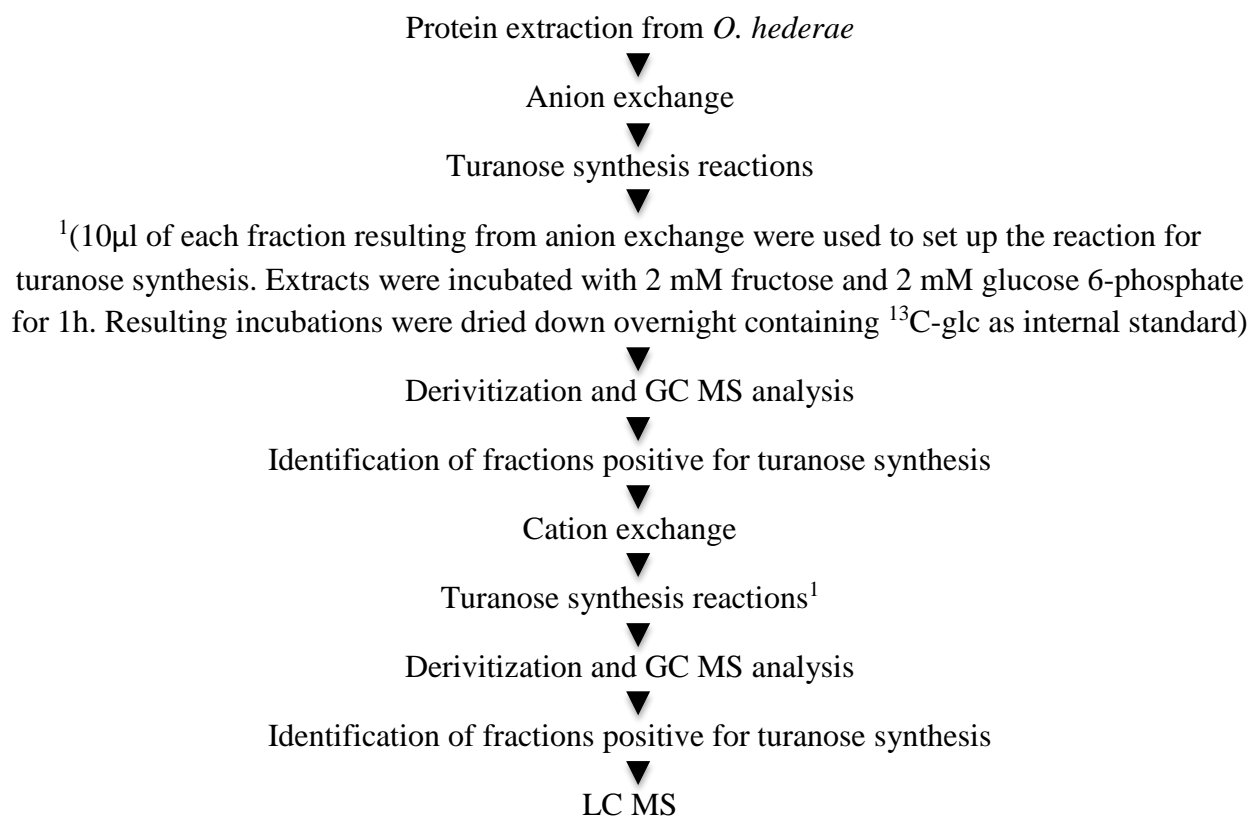 Protein extraction from O. hederae
Anion exchange
Turanose synthesis reactions
¹(10μl of each fraction resulting from anion exchange were used to set up the reaction for
turanose synthesis. Extracts were incubated with 2 mM fructose and 2 mM glucose 6-phosphate
for 1h. Resulting incubations were dried down overnight containing ¹³C-glc as internal standard)
Derivitization and GC MS analysis
Identification of fractions positive for turanose synthesis
Cation exchange
Turanose synthesis reactions¹
Derivitization and GC MS analysis
Identification of fractions positive for turanose synthesis
LC MS